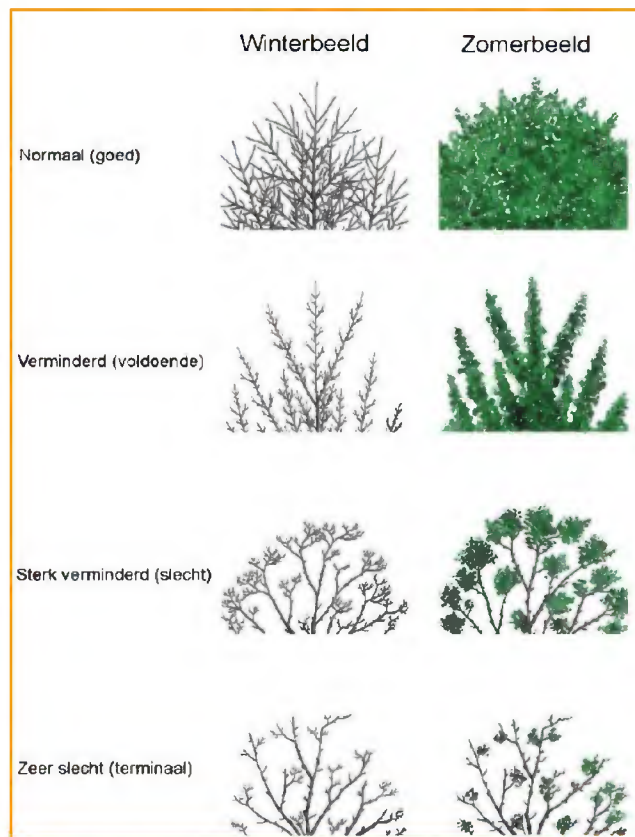 Winterbeeld Zomerbeeld
Normaal (goed)
Verminderd (voldoende)
Sterk verminderd (slecht)
Zeer slecht (terminaal)